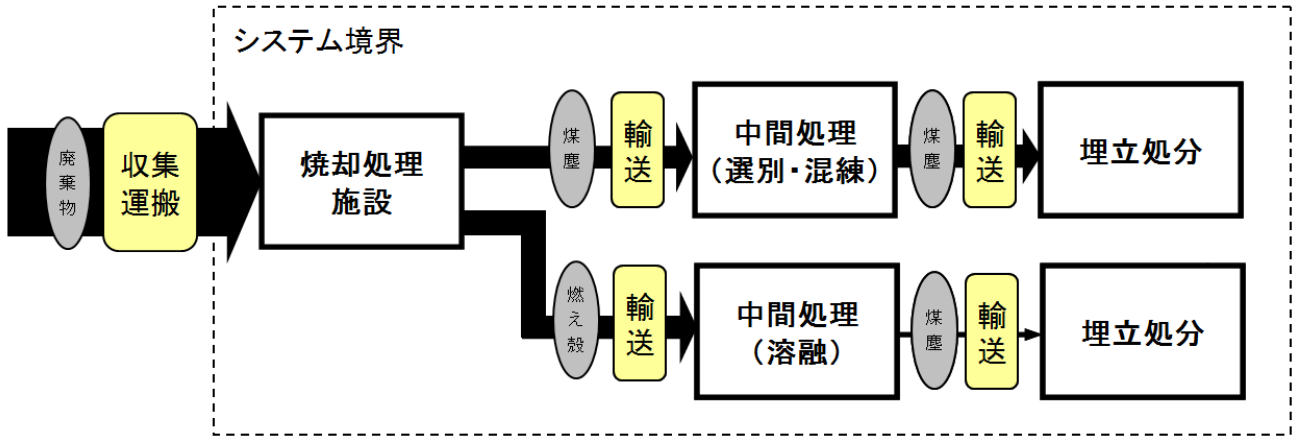 システム境界
廃棄物
収集
運搬
焼却処理
施設
煤塵
輸送
中間処理
（選別・混練）
煤塵
輸送
埋立処分
燃え殻
輸送
中間処理
（溶融）
煤塵
輸送
埋立処分